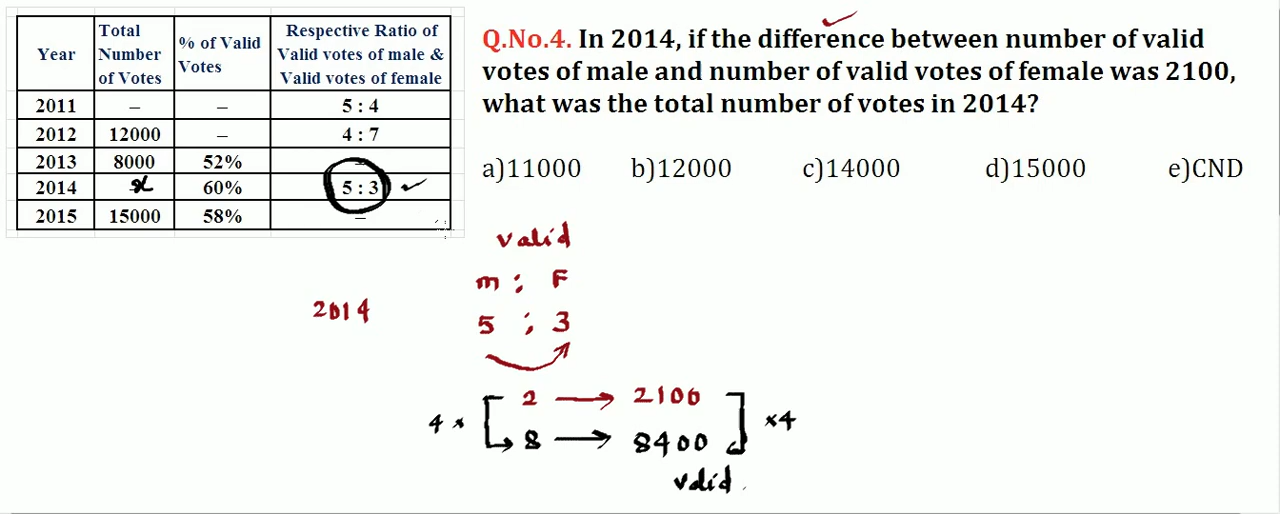 Year
Total
Number
of Votes
% of Valid
Votes
Respective Ratio of
Valid votes of male &
Valid votes of female
2011 – – 5 : 4
2012 12000 – 4 : 7
2013 8000 52% –
2014 x 60% 5 : 3 ✓
2015 15000 58% –
Q.No.4. In 2014, if the difference between number of valid
votes of male and number of valid votes of female was 2100,
what was the total number of votes in 2014?
a)11000 b)12000 c)14000 d)15000 e)CND
valid
m : F
2014
5 : 3
2 → 2100
4 × ×4
8 → 8400
valid